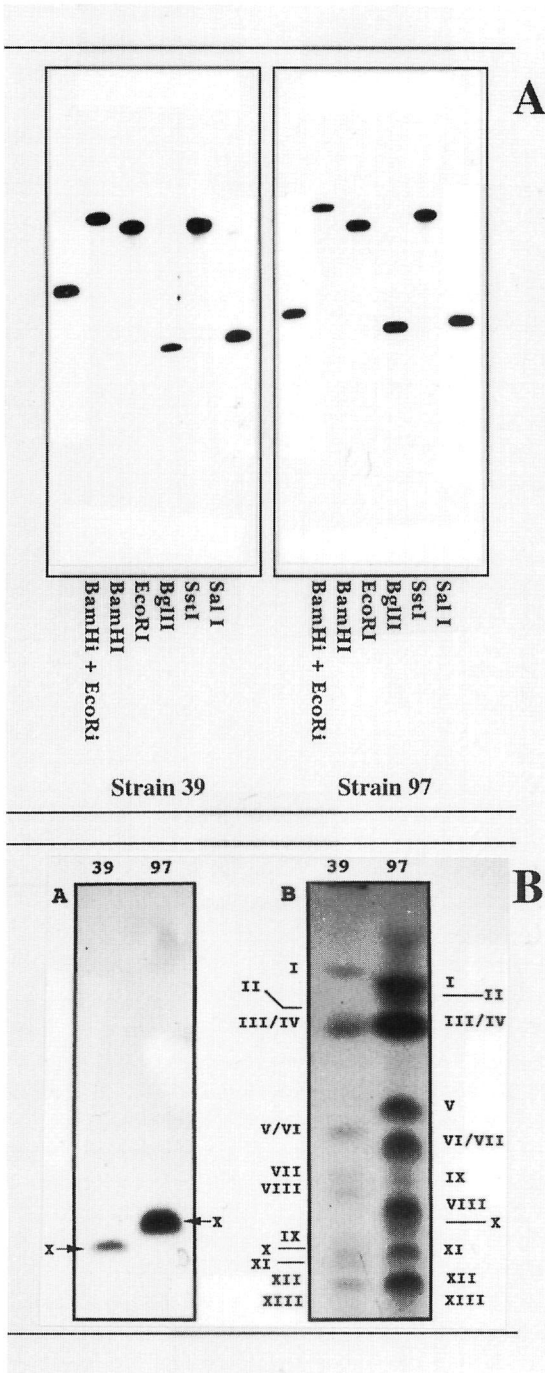 A
BamHi + EcoRi
BamHI
EcoRI
BglII
SstI
Sal I
BamHi + EcoRi
BamHI
EcoRI
BglII
SstI
Sal I
Strain 39
Strain 97
B
A
39
97
X
X
B
39
97
I
II
III/IV
V/VI
VII
VIII
IX
X
XI
XII
XIII
I
II
III/IV
V
VI/VII
IX
VIII
X
XI
XII
XIII